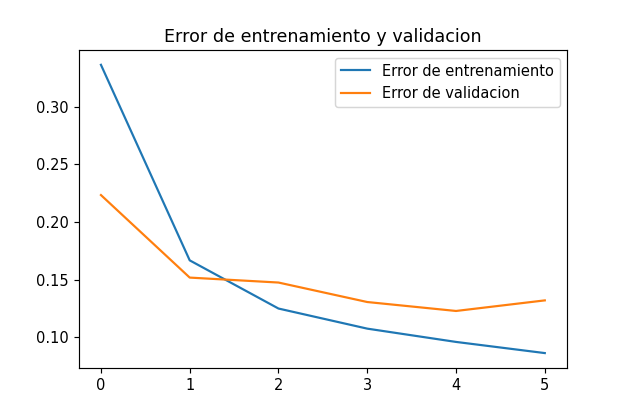 Error de entrenamiento y validacion
Error de entrenamiento
Error de validacion
0.30
0.25
0.20
0.15
0.10
0 1 2 3 4 5